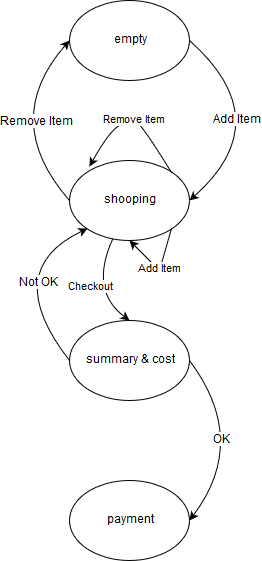 empty
Remove Item
Add Item
Remove Item
shooping
Add Item
Not OK
Checkout
summary & cost
OK
payment